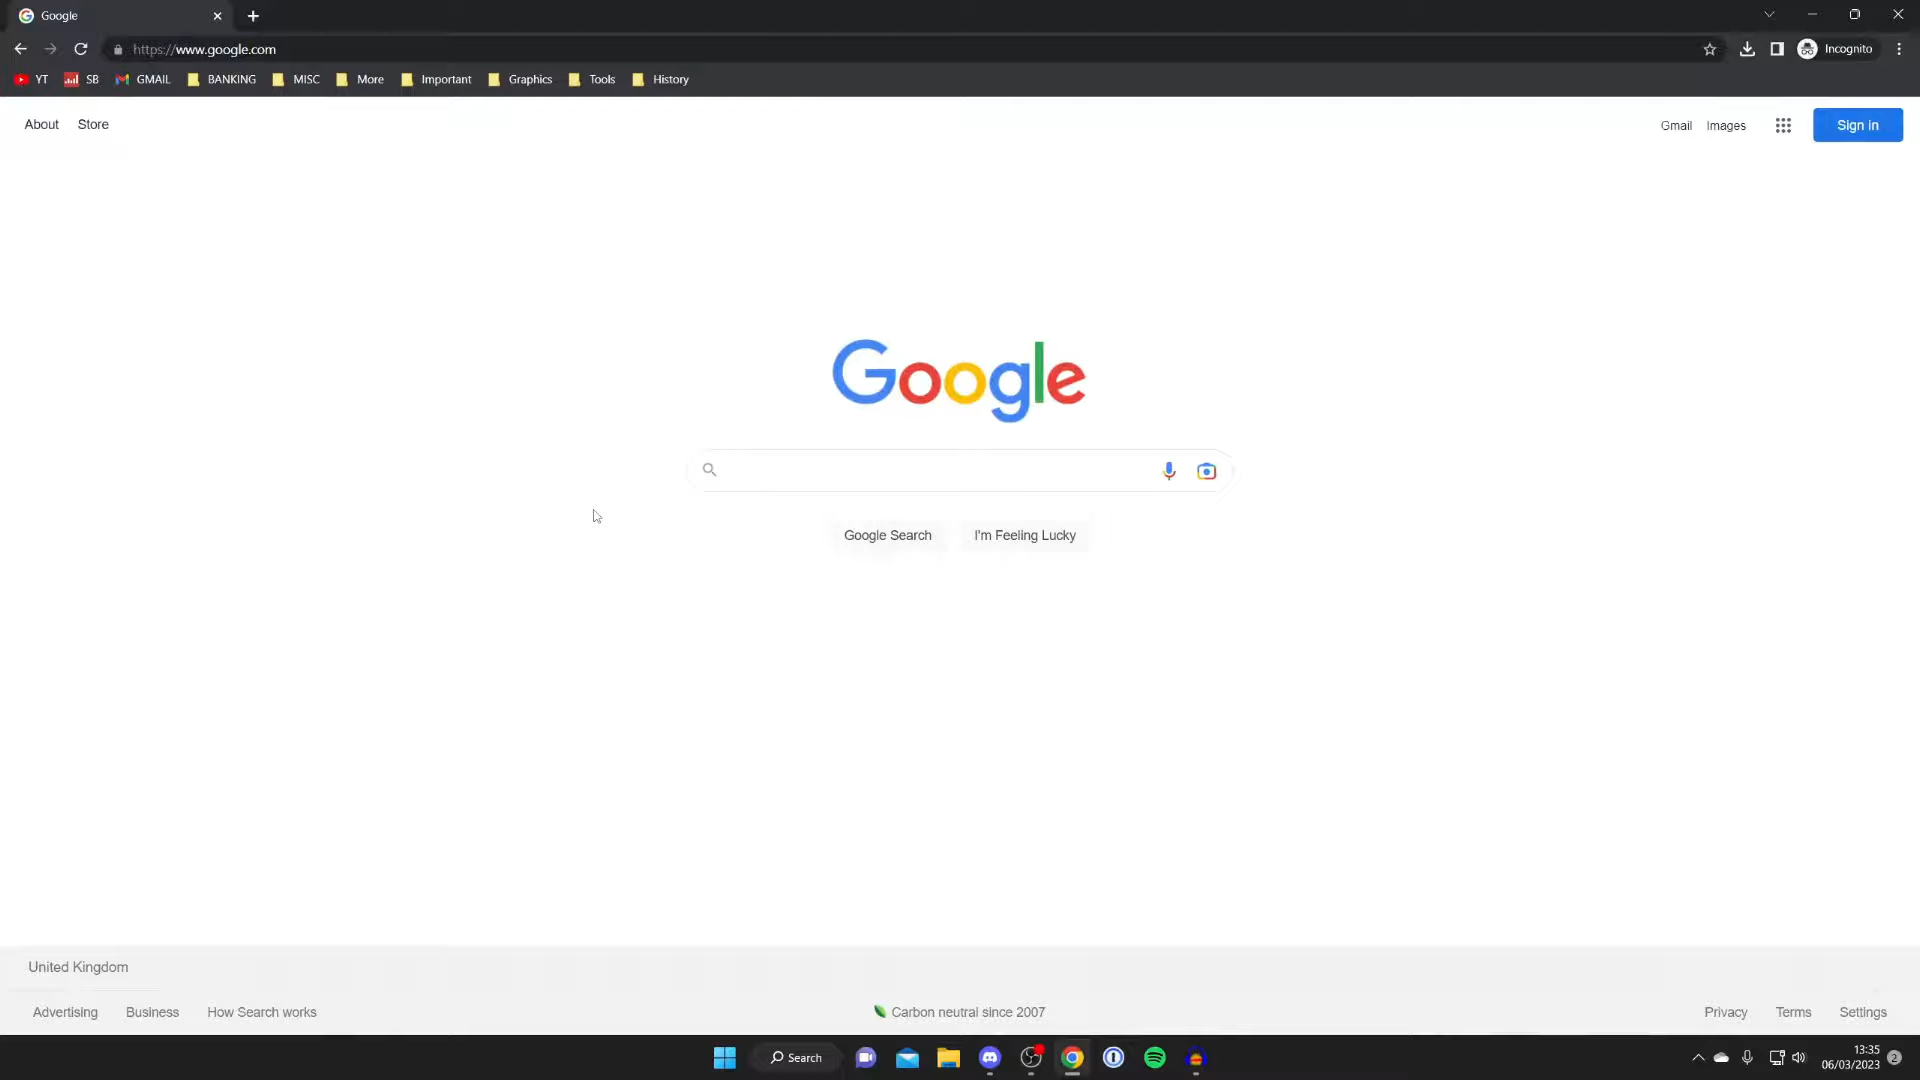 Google
https://www.google.com
Incognito
YT SB GMAIL BANKING MISC More Important Graphics Tools History
About Store
Gmail Images Sign in
Google
Google Search I'm Feeling Lucky
United Kingdom
Advertising Business How Search works
Carbon neutral since 2007
Privacy Terms Settings
Search
13:35
06/03/2023
2